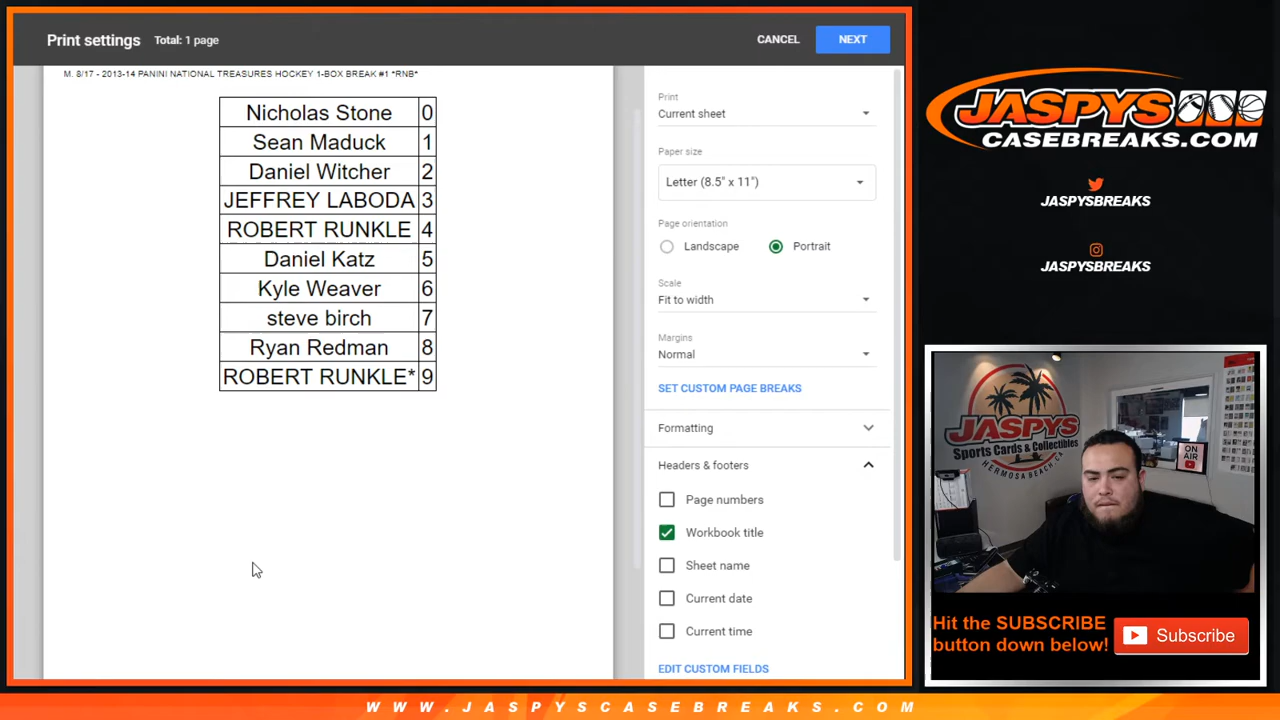 Print settings
Total: 1 page
CANCEL
NEXT
M. 8/17 - 2013-14 PANINI NATIONAL TREASURES HOCKEY 1-BOX BREAK #1 *RNB*
Nicholas Stone 0
Sean Maduck 1
Daniel Witcher 2
JEFFREY LABODA 3
ROBERT RUNKLE 4
Daniel Katz 5
Kyle Weaver 6
steve birch 7
Ryan Redman 8
ROBERT RUNKLE* 9
Print
Current sheet
Paper size
Letter (8.5" x 11")
Page orientation
Landscape
Portrait
Scale
Fit to width
Margins
Normal
SET CUSTOM PAGE BREAKS
Formatting
Headers & footers
Page numbers
Workbook title
Sheet name
Current date
Current time
EDIT CUSTOM FIELDS
JASPYS
CASEBREAKS.COM
JASPYSBREAKS
JASPYSBREAKS
JASPYS
Sports Cards & Collectibles
HERMOSA BEACH, CA
ON AIR
Hit the SUBSCRIBE
button down below!
Subscribe
WWW.JASPYSCASEBREAKS.COM